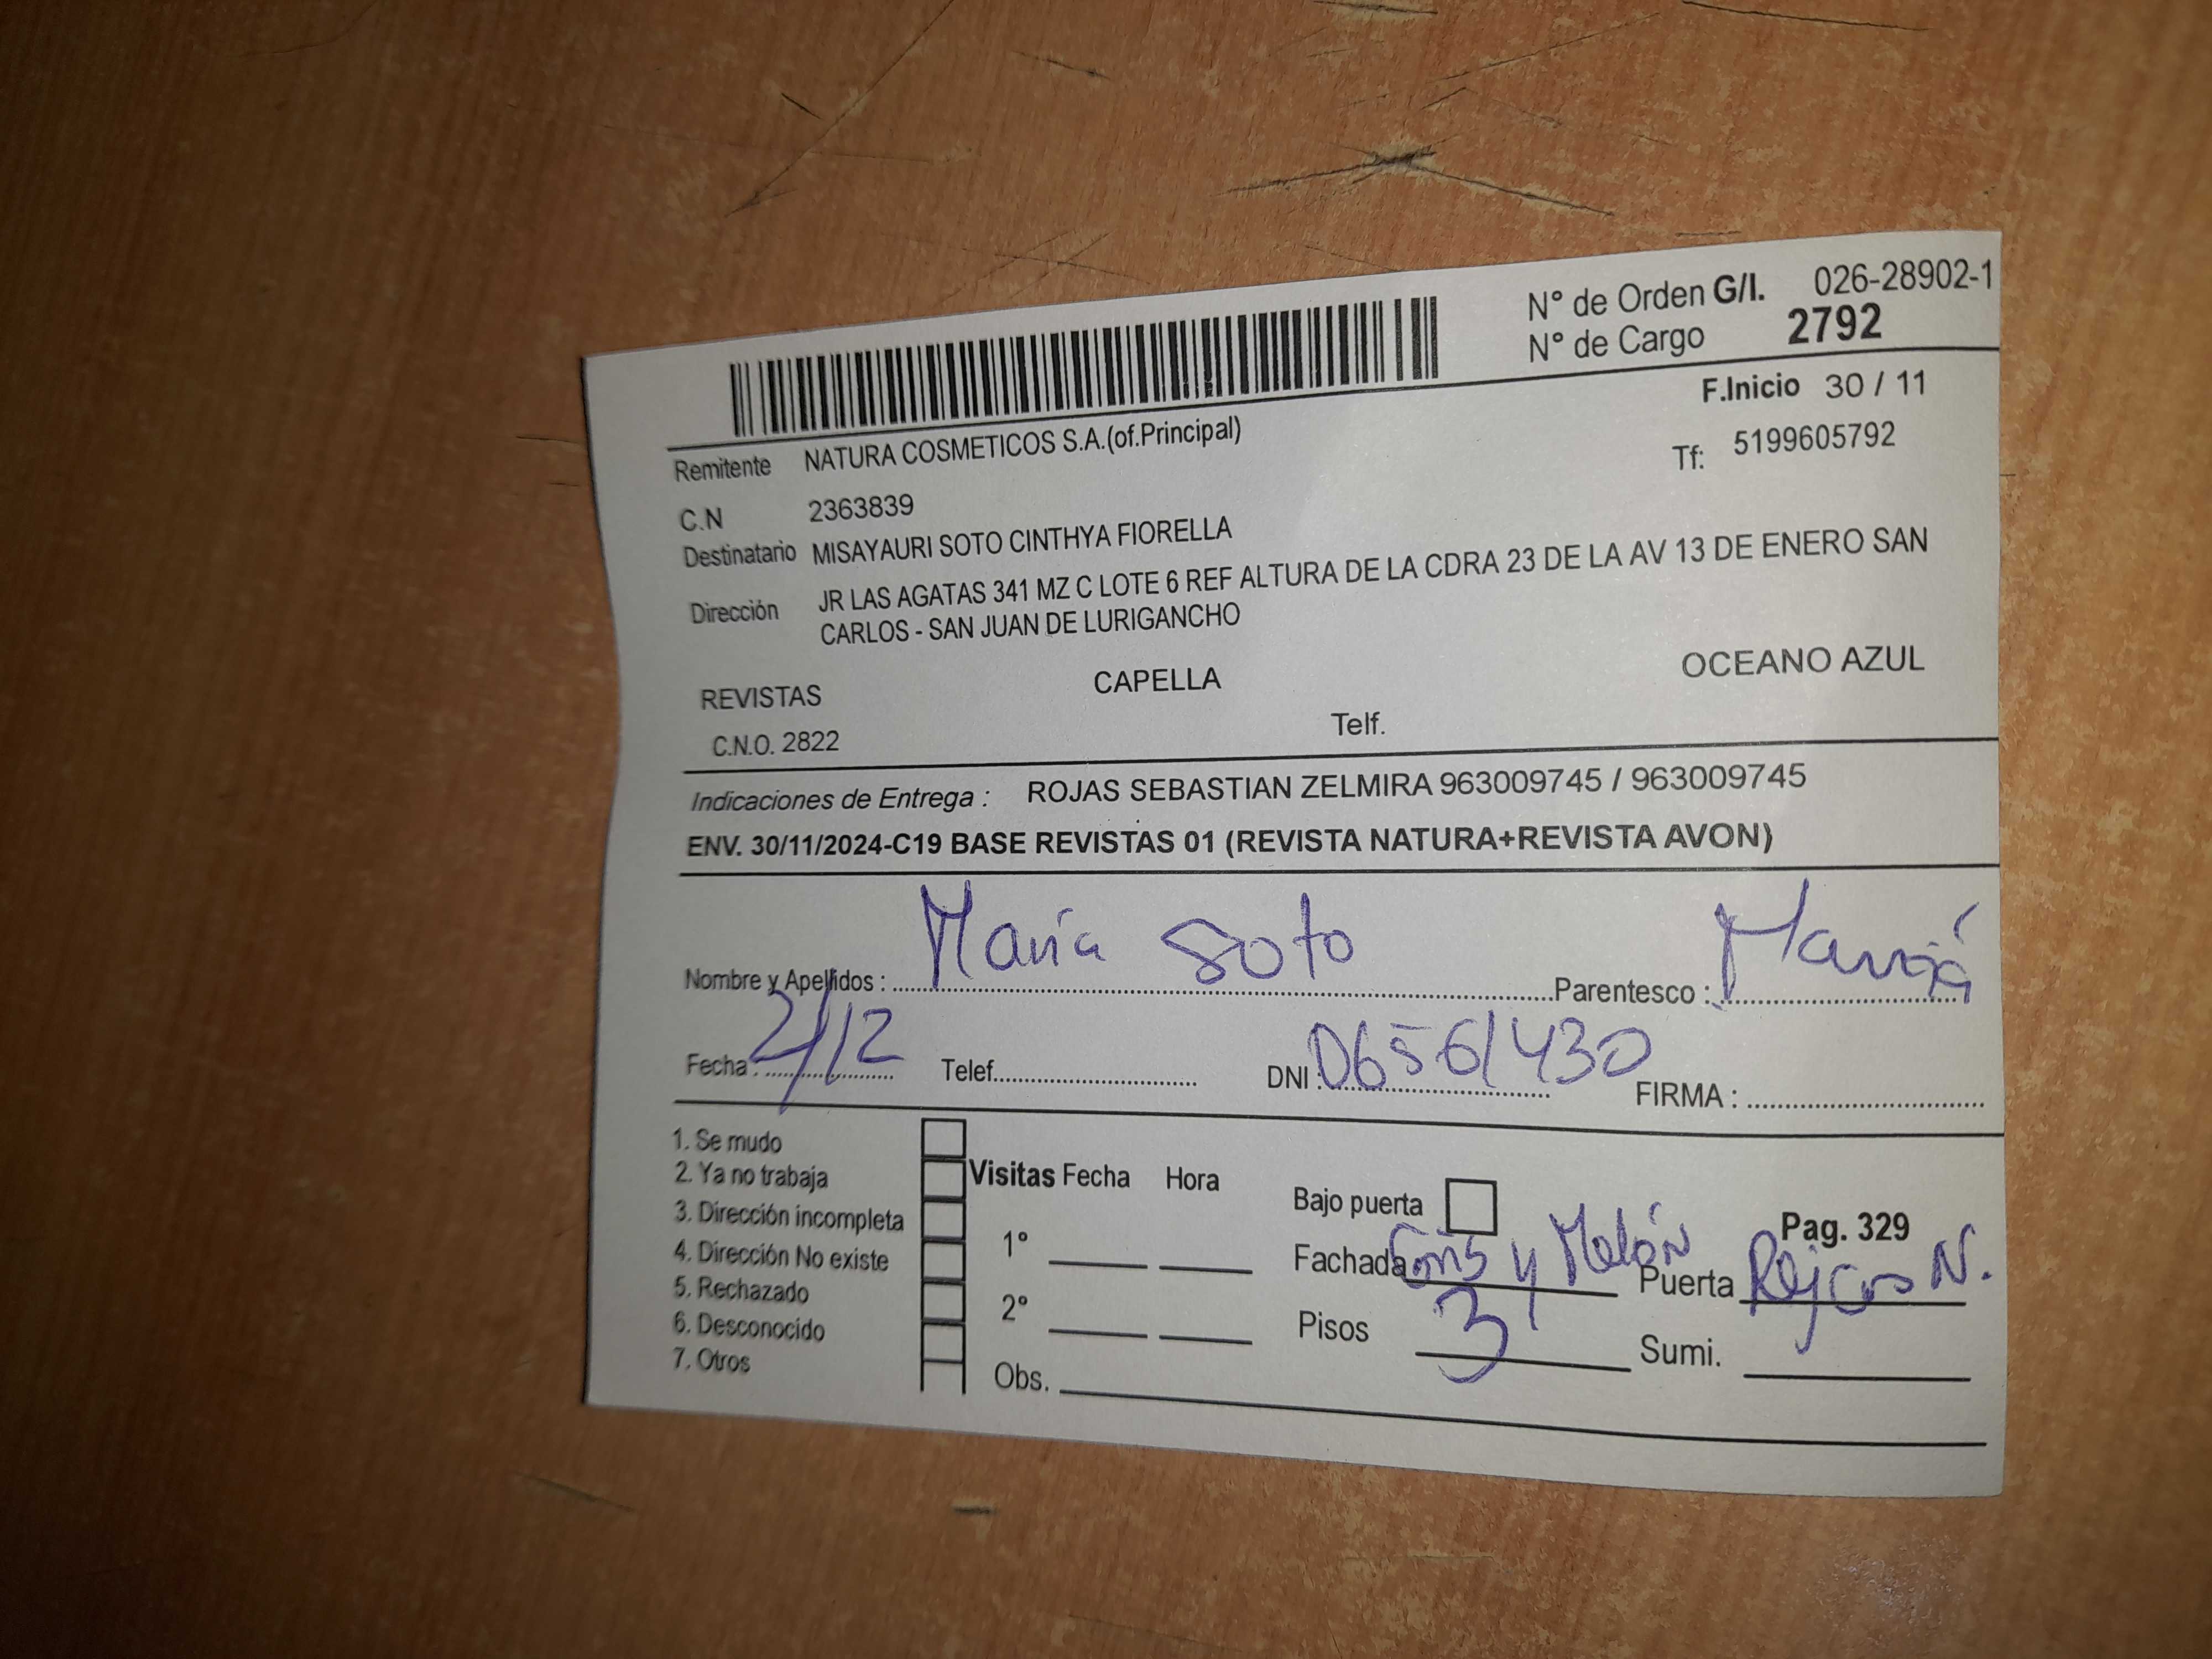 N° de Orden G/I. 026-28902-1
N° de Cargo 2792
F.Inicio 30 / 11
Remitente NATURA COSMETICOS S.A.(of.Principal)
Tf: 5199605792
C.N 2363839
Destinatario MISAYAURI SOTO CINTHYA FIORELLA
Dirección JR LAS AGATAS 341 MZ C LOTE 6 REF ALTURA DE LA CDRA 23 DE LA AV 13 DE ENERO SAN
CARLOS - SAN JUAN DE LURIGANCHO
REVISTAS CAPELLA OCEANO AZUL
C.N.O. 2822 Telf.
Indicaciones de Entrega : ROJAS SEBASTIAN ZELMIRA 963009745 / 963009745
ENV. 30/11/2024-C19 BASE REVISTAS 01 (REVISTA NATURA+REVISTA AVON)
Nombre y Apellidos : María Soto Parentesco : Mamá
Fecha : 2/12 Telef. DNI : 06561430 FIRMA :
1. Se mudo
2. Ya no trabaja
3. Dirección incompleta
4. Dirección No existe
5. Rechazado
6. Desconocido
7. Otros
Visitas Fecha Hora
1°
2°
Obs.
Bajo puerta Pag. 329
Fachada y Melón Puerta Rejas N.
Pisos 3 Sumi.